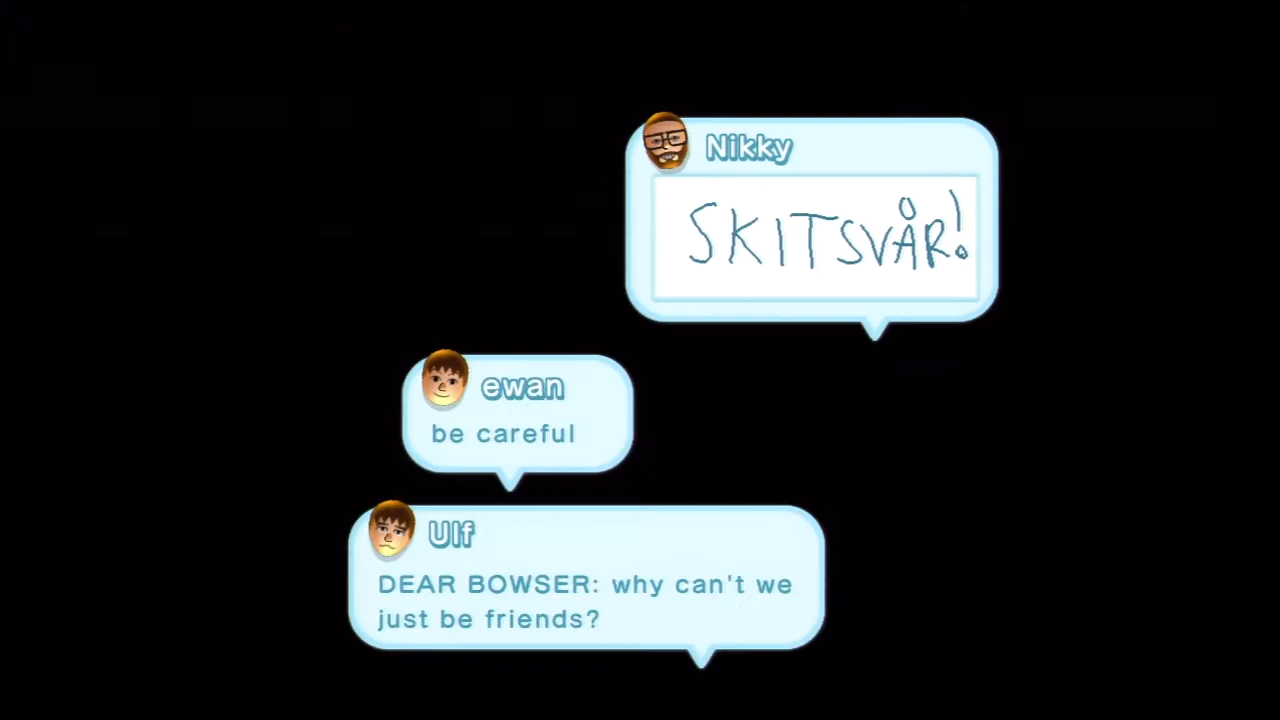 Nikky
SKITSVÅR!
ewan
be careful
Ulf
DEAR BOWSER: why can't we
just be friends?